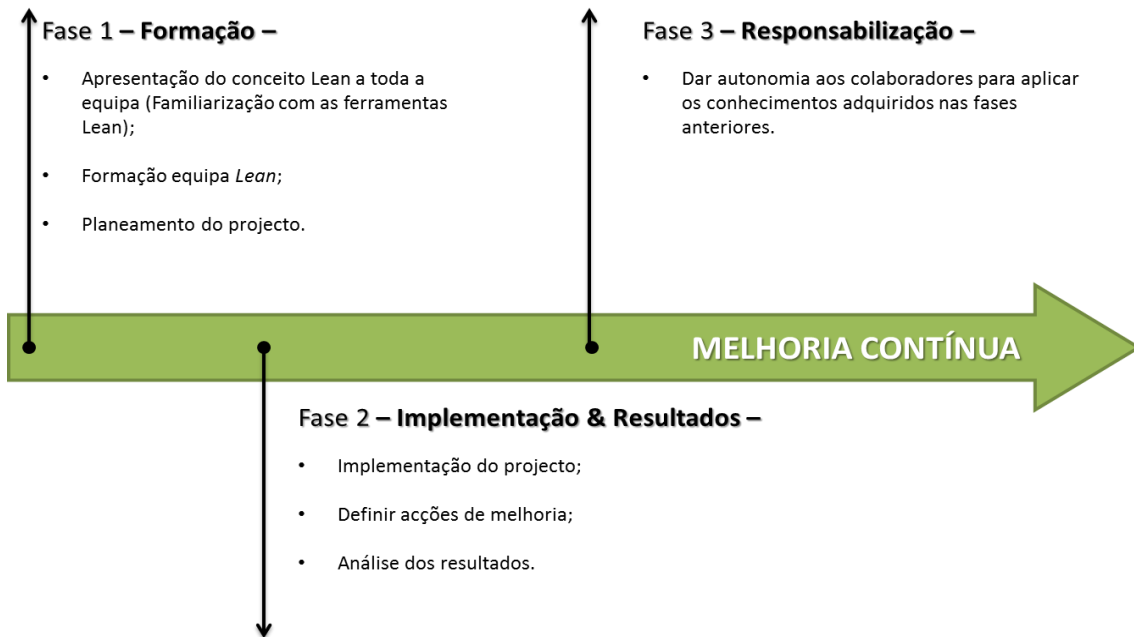 Fase 1 – Formação –
• Apresentação do conceito Lean a toda a
equipa (Familiarização com as ferramentas
Lean);
• Formação equipa Lean;
• Planeamento do projecto.
Fase 3 – Responsabilização –
• Dar autonomia aos colaboradores para aplicar
os conhecimentos adquiridos nas fases
anteriores.
MELHORIA CONTÍNUA
Fase 2 – Implementação & Resultados –
• Implementação do projecto;
• Definir acções de melhoria;
• Análise dos resultados.